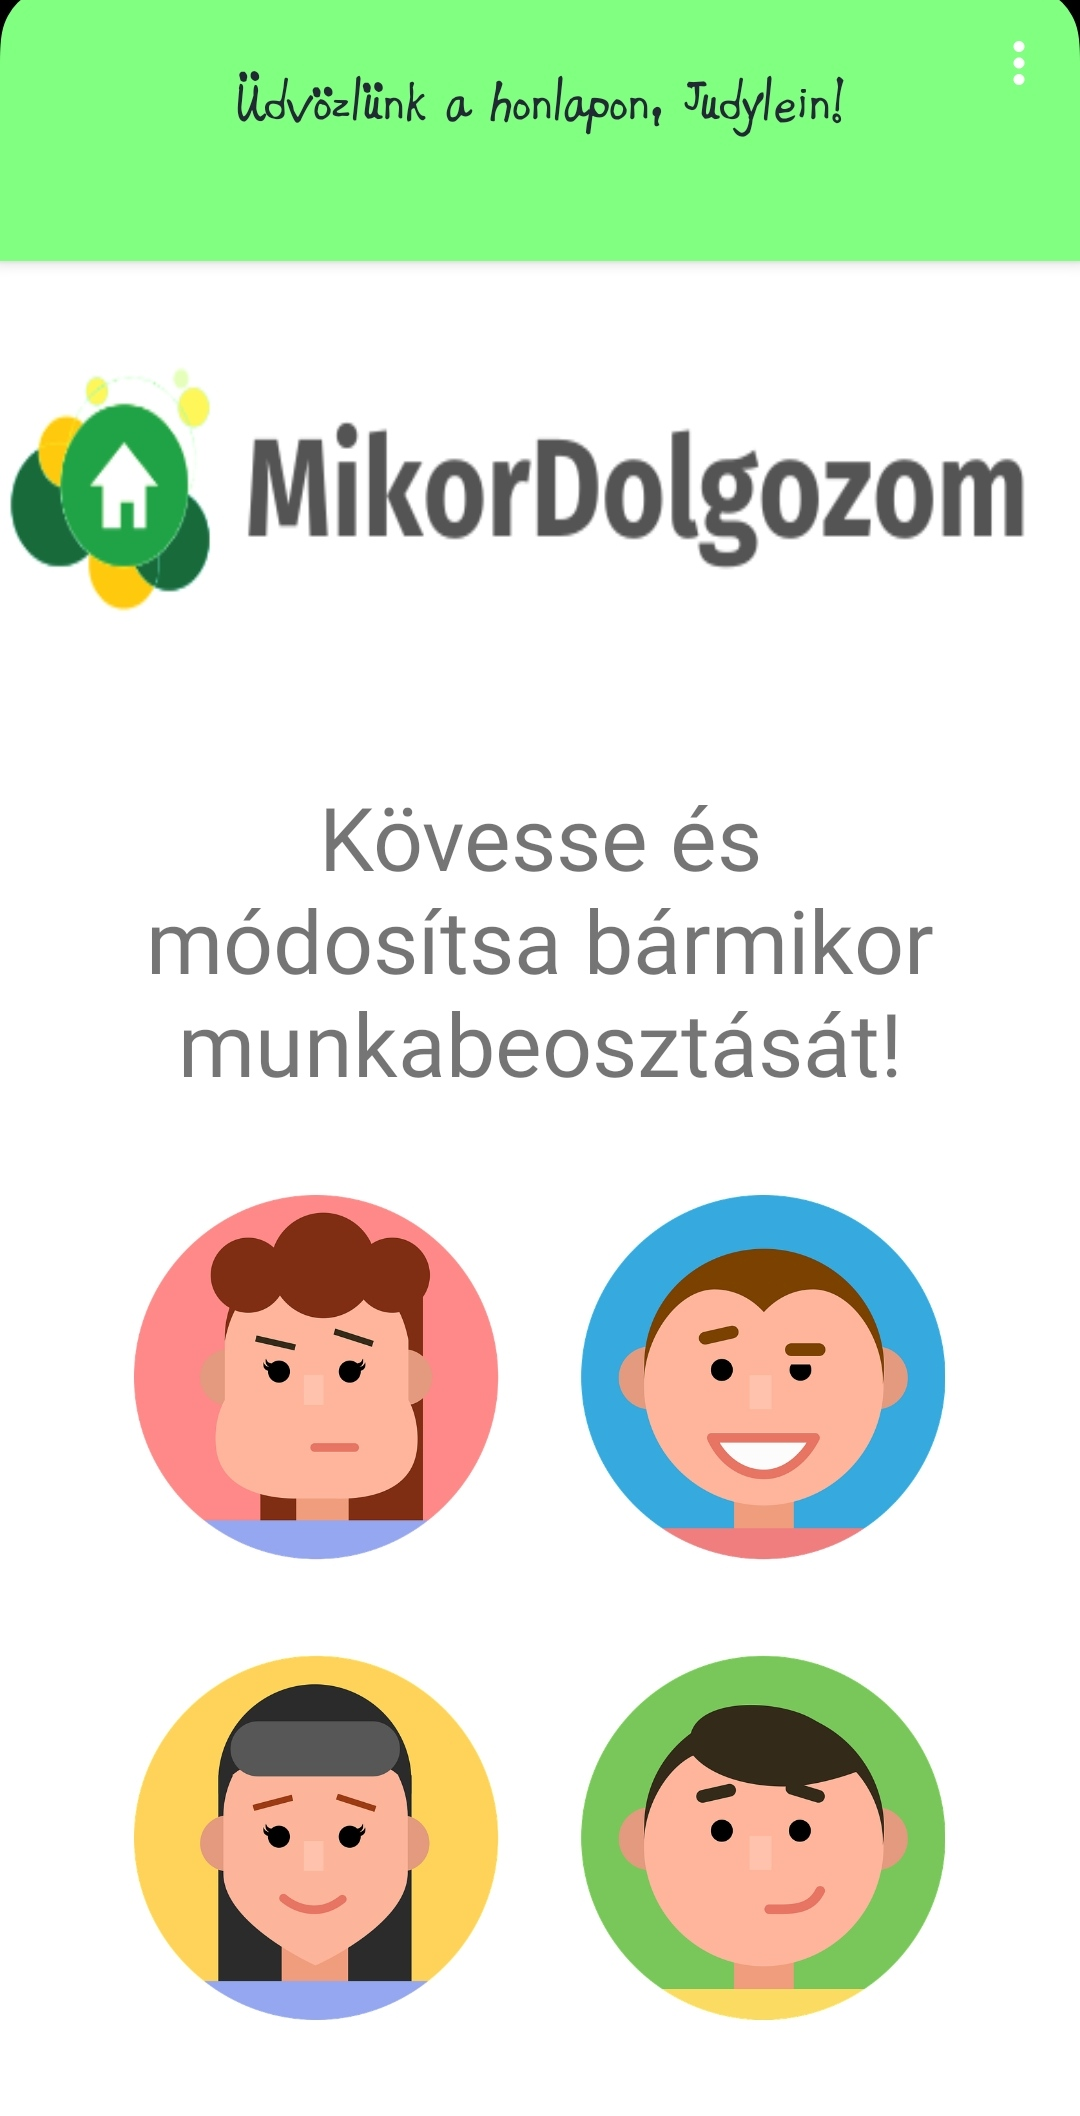 Üdvözlünk a honlapon, Judylein!
MikorDolgozom
Kövesse és
módosítsa bármikor
munkabeosztását!